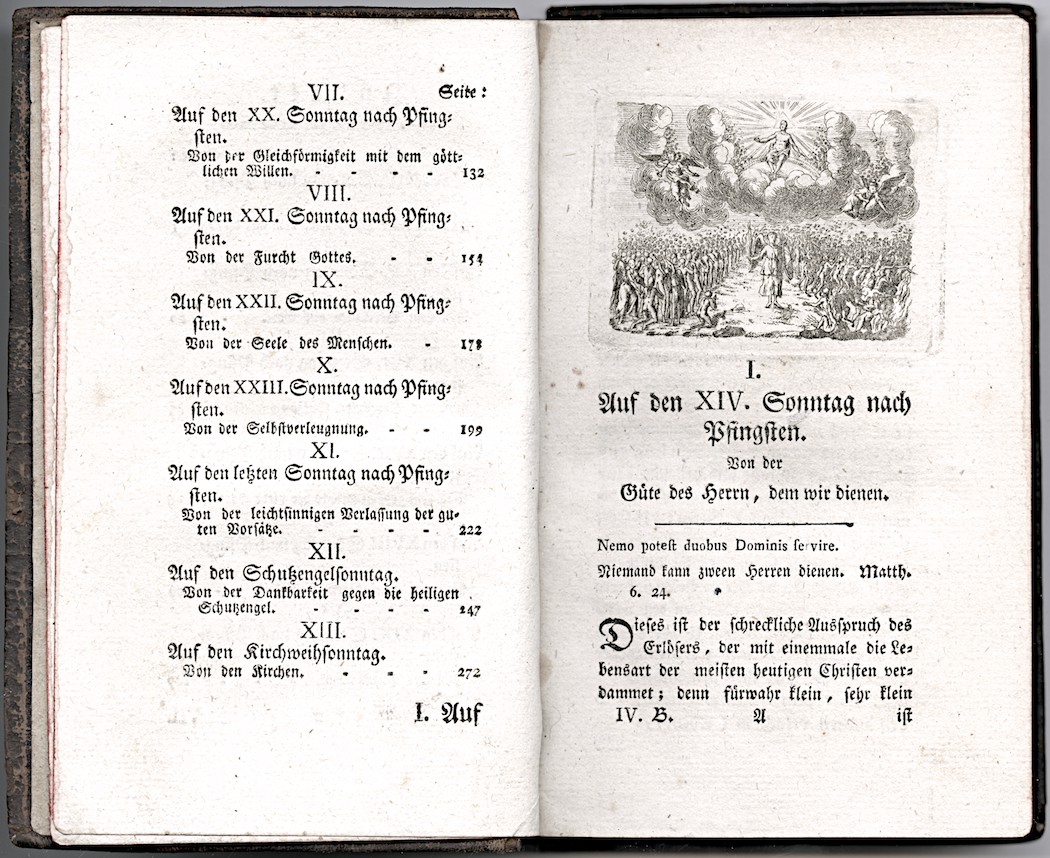 VII. Seite:
Auf den XX. Sonntag nach Pfing⸗
ſten.
Von der Gleichförmigkeit mit dem gött⸗
lichen Willen. - - - - 132
VIII.
Auf den XXI. Sonntag nach Pfing⸗
ſten.
Von der Furcht Gottes. - - 154
IX.
Auf den XXII. Sonntag nach Pfing⸗
ſten.
Von der Seele des Menſchen. - 178
X.
Auf den XXIII. Sonntag nach Pfing⸗
ſten.
Von der Selbſtverleugnung. - - 199
XI.
Auf den letzten Sonntag nach Pfing⸗
ſten.
Von der leichtſinnigen Verlaſſung der gu⸗
ten Vorſätze. - - - - 222
XII.
Auf den Schutzengelſonntag.
Von der Dankbarkeit gegen die heiligen
Schutzengel. - - - - 247
XIII.
Auf den Kirchweihſonntag.
Von den Kirchen. - - - 272
I. Auf
I.
Auf den XIV. Sonntag nach
Pfingſten.
Von der
Güte des Herrn, dem wir dienen.
Nemo poteſt duobus Dominis ſervire.
Niemand kann zween Herren dienen. Matth.
6. 24.
Dieſes iſt der ſchreckliche Ausſpruch des
Erlöſers, der mit einemmale die Le⸗
bensart der meiſten heutigen Chriſten ver⸗
dammet; denn fürwahr klein, ſehr klein
IV. B. A iſt